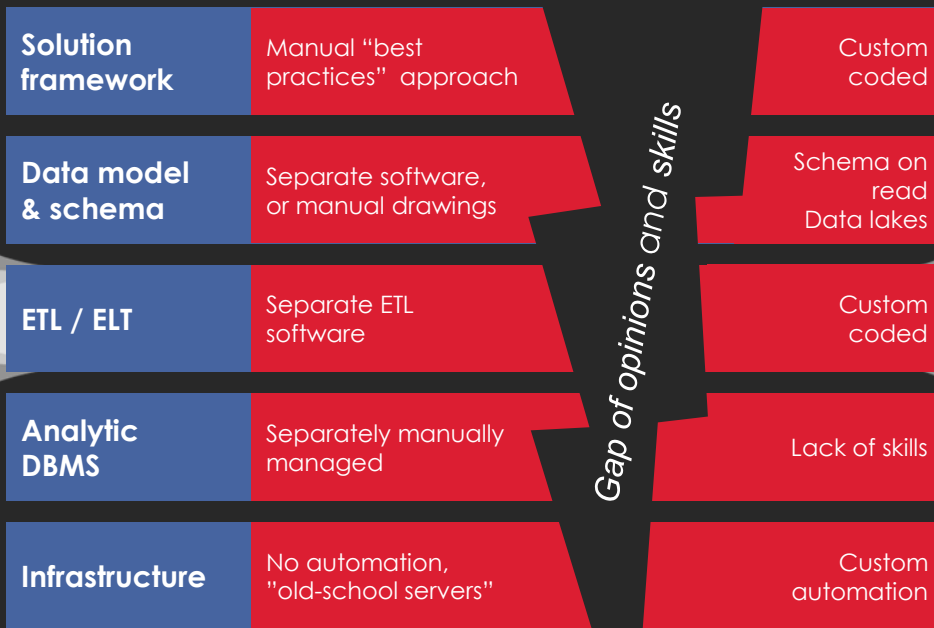 Solution
framework
Manual “best
practices”  approach
Custom
coded
Data model
& schema
Separate software,
or manual drawings
Schema on
read
Data lakes
ETL / ELT
Separate ETL
software
Custom
coded
Analytic
DBMS
Separately manually
managed
Lack of skills
Infrastructure
No automation,
”old-school servers”
Custom
automation
Gap of opinions and skills